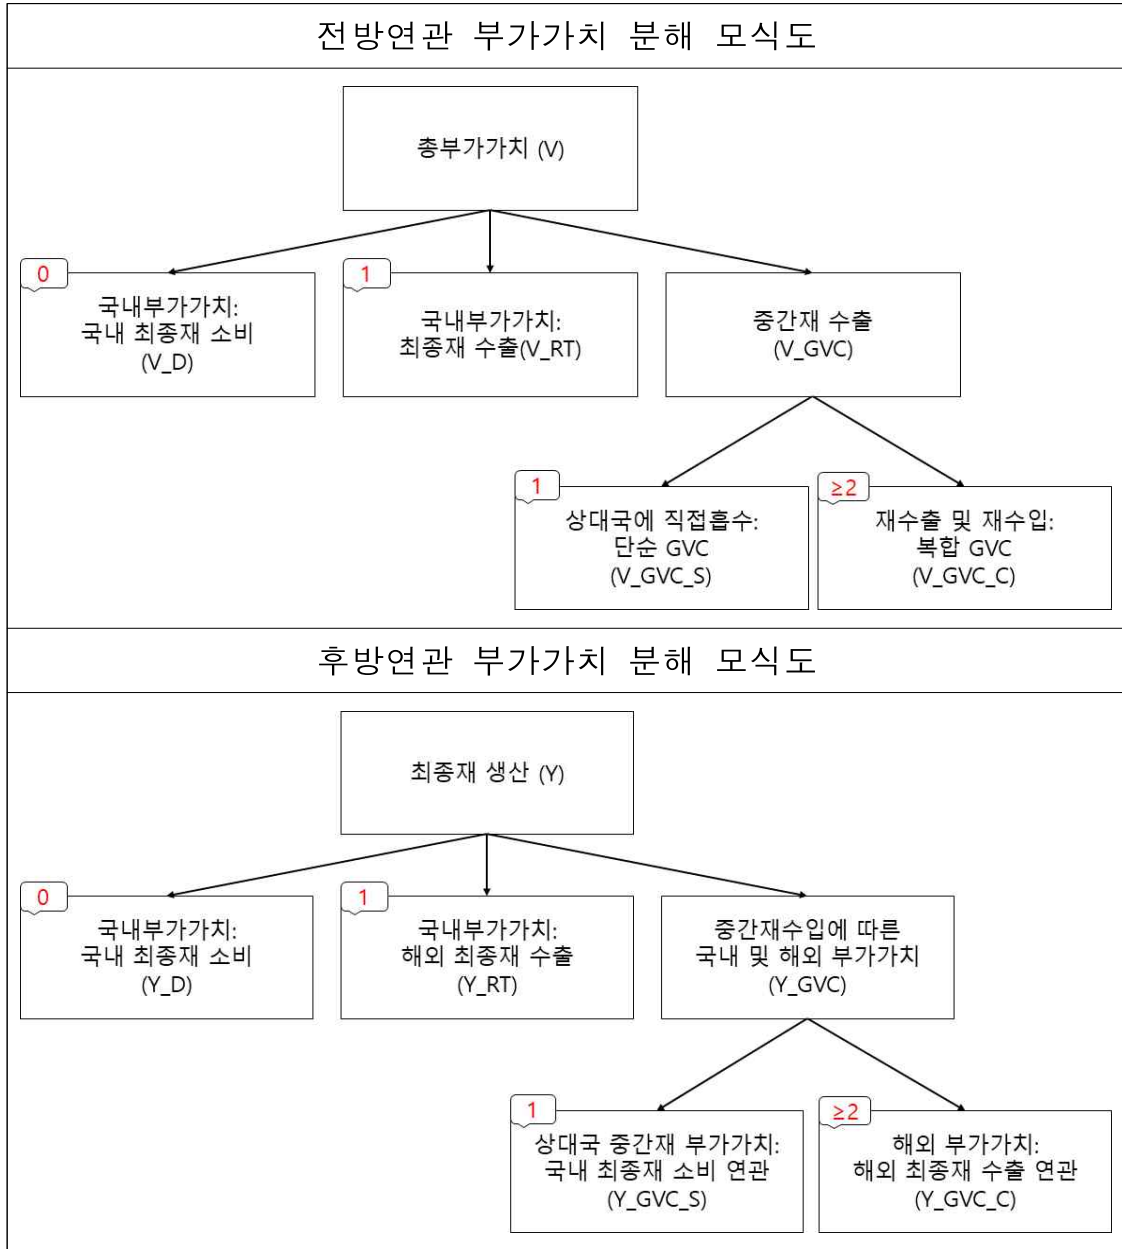 전방연관 부가가치 분해 모식도
총부가가치 (V)
0
국내부가가치:
국내 최종재 소비
(V_D)
1
국내부가가치:
최종재 수출(V_RT)
중간재 수출
(V_GVC)
1
상대국에 직접흡수:
단순 GVC
(V_GVC_S)
≥2
재수출 및 재수입:
복합 GVC
(V_GVC_C)
후방연관 부가가치 분해 모식도
최종재 생산 (Y)
0
국내부가가치:
국내 최종재 소비
(Y_D)
1
국내부가가치:
해외 최종재 수출
(Y_RT)
중간재수입에 따른
국내 및 해외 부가가치
(Y_GVC)
1
상대국 중간재 부가가치:
국내 최종재 소비 연관
(Y_GVC_S)
≥2
해외 부가가치:
해외 최종재 수출 연관
(Y_GVC_C)